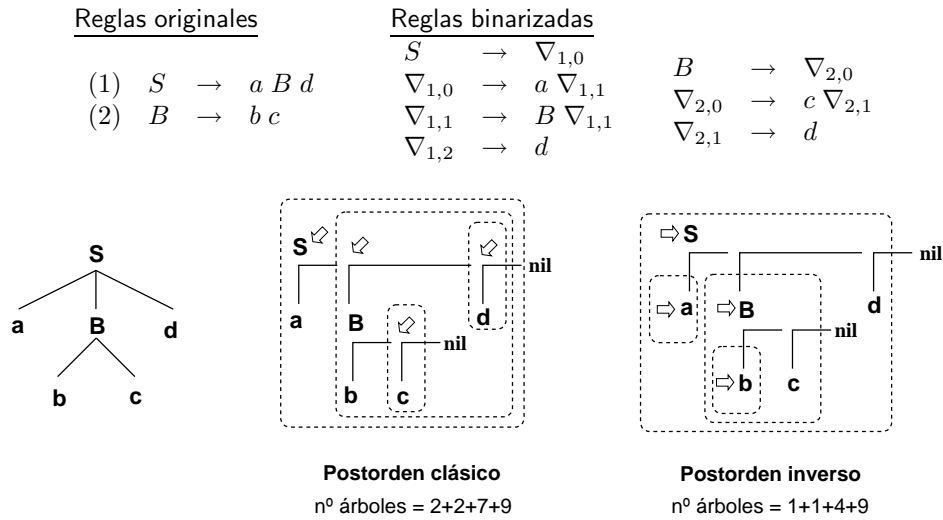 Reglas originales
(1) S → a B d
(2) B → b c
Reglas binarizadas
S → ∇1,0
∇1,0 → a ∇1,1
∇1,1 → B ∇1,1
∇1,2 → d
B → ∇2,0
∇2,0 → c ∇2,1
∇2,1 → d
S
a B d
b c
S
nil
a B d
nil
b c
Postorden clásico
nº árboles = 2+2+7+9
S
nil
a B d
nil
b c
Postorden inverso
nº árboles = 1+1+4+9